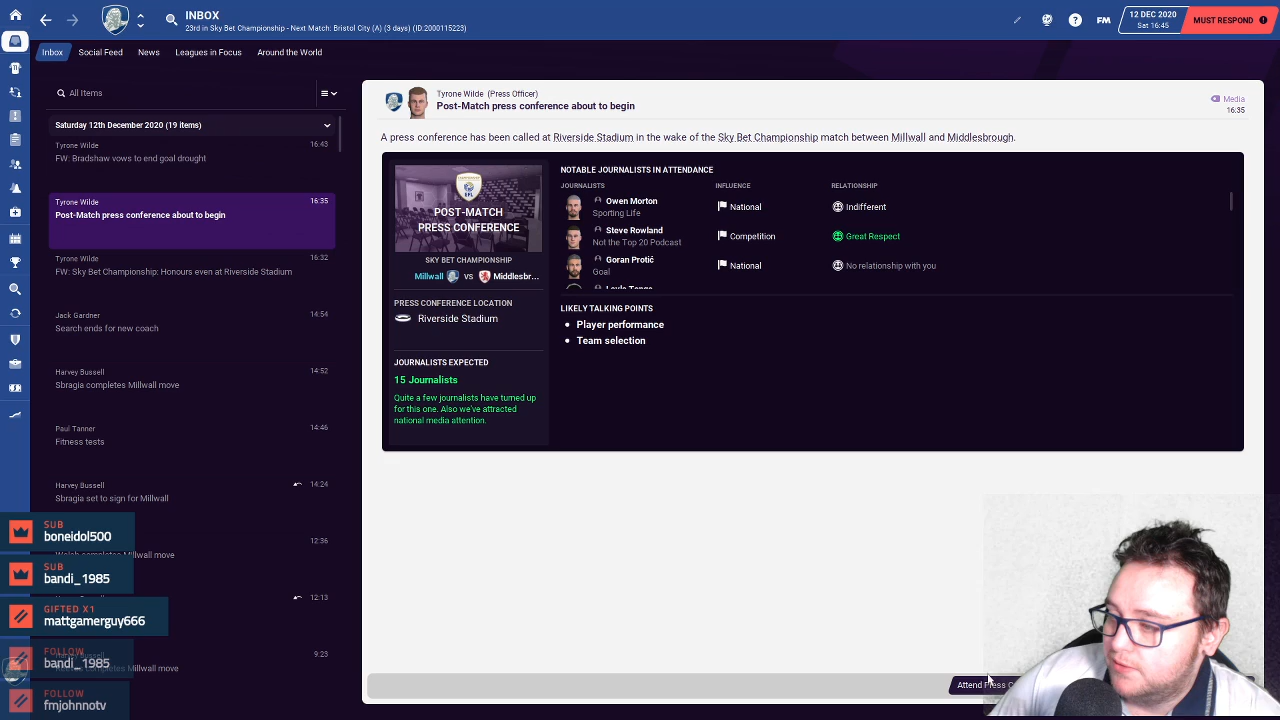 INBOX
23rd in Sky Bet Championship - Next Match: Bristol City (A) (3 days) (ID:2000115223)
FM
12 DEC 2020
Sat 16:45
MUST RESPOND
Inbox
Social Feed
News
Leagues in Focus
Around the World
All Items
Saturday 12th December 2020 (19 items)
Tyrone Wilde
16:43
FW: Bradshaw vows to end goal drought
Tyrone Wilde
16:35
Post-Match press conference about to begin
Tyrone Wilde
16:32
FW: Sky Bet Championship: Honours even at Riverside Stadium
Jack Gardner
14:54
Search ends for new coach
Harvey Bussell
14:52
Sbragia completes Millwall move
Paul Tanner
14:46
Fitness tests
Harvey Bussell
14:24
Sbragia set to sign for Millwall
12:36
completes Millwall move
12:13
9:23
Millwall move
SUB
boneidol500
SUB
bandi_1985
GIFTED X1
mattgamerguy666
FOLLOW
bandi_1985
FOLLOW
fmjohnnotv
Tyrone Wilde (Press Officer)
Post-Match press conference about to begin
Media
16:35
A press conference has been called at Riverside Stadium in the wake of the Sky Bet Championship match between Millwall and Middlesbrough.
EFL
POST-MATCH
PRESS CONFERENCE
SKY BET CHAMPIONSHIP
Millwall VS Middlesbr...
PRESS CONFERENCE LOCATION
Riverside Stadium
JOURNALISTS EXPECTED
15 Journalists
Quite a few journalists have turned up
for this one. Also we've attracted
national media attention.
NOTABLE JOURNALISTS IN ATTENDANCE
JOURNALISTS
INFLUENCE
RELATIONSHIP
Owen Morton
Sporting Life
National
Indifferent
Steve Rowland
Not the Top 20 Podcast
Competition
Great Respect
Goran Protić
Goal
National
No relationship with you
LIKELY TALKING POINTS
Player performance
Team selection
Attend Press